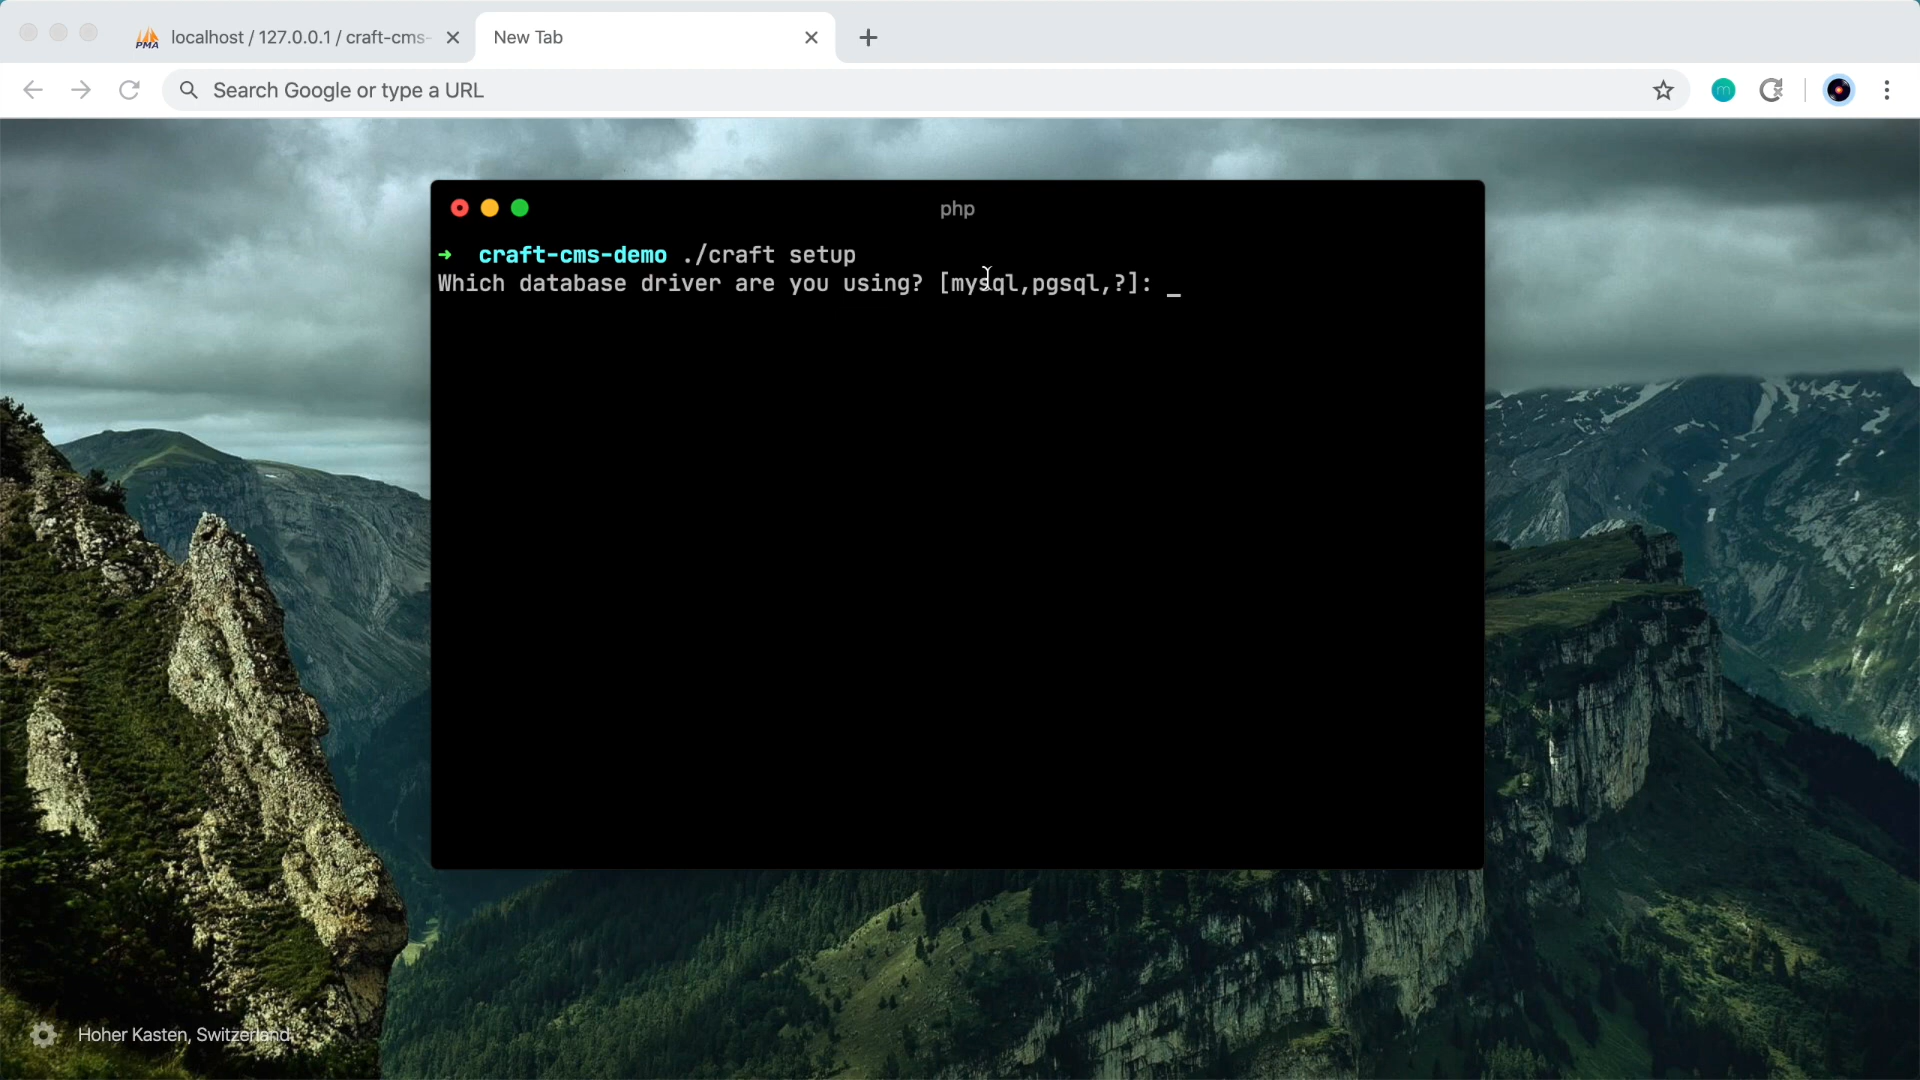 PMA
localhost / 127.0.0.1 / craft-cms-
New Tab
Search Google or type a URL
m
php
➜ craft-cms-demo ./craft setup
Which database driver are you using? [mysql,pgsql,?]: _
Hoher Kasten, Switzerland